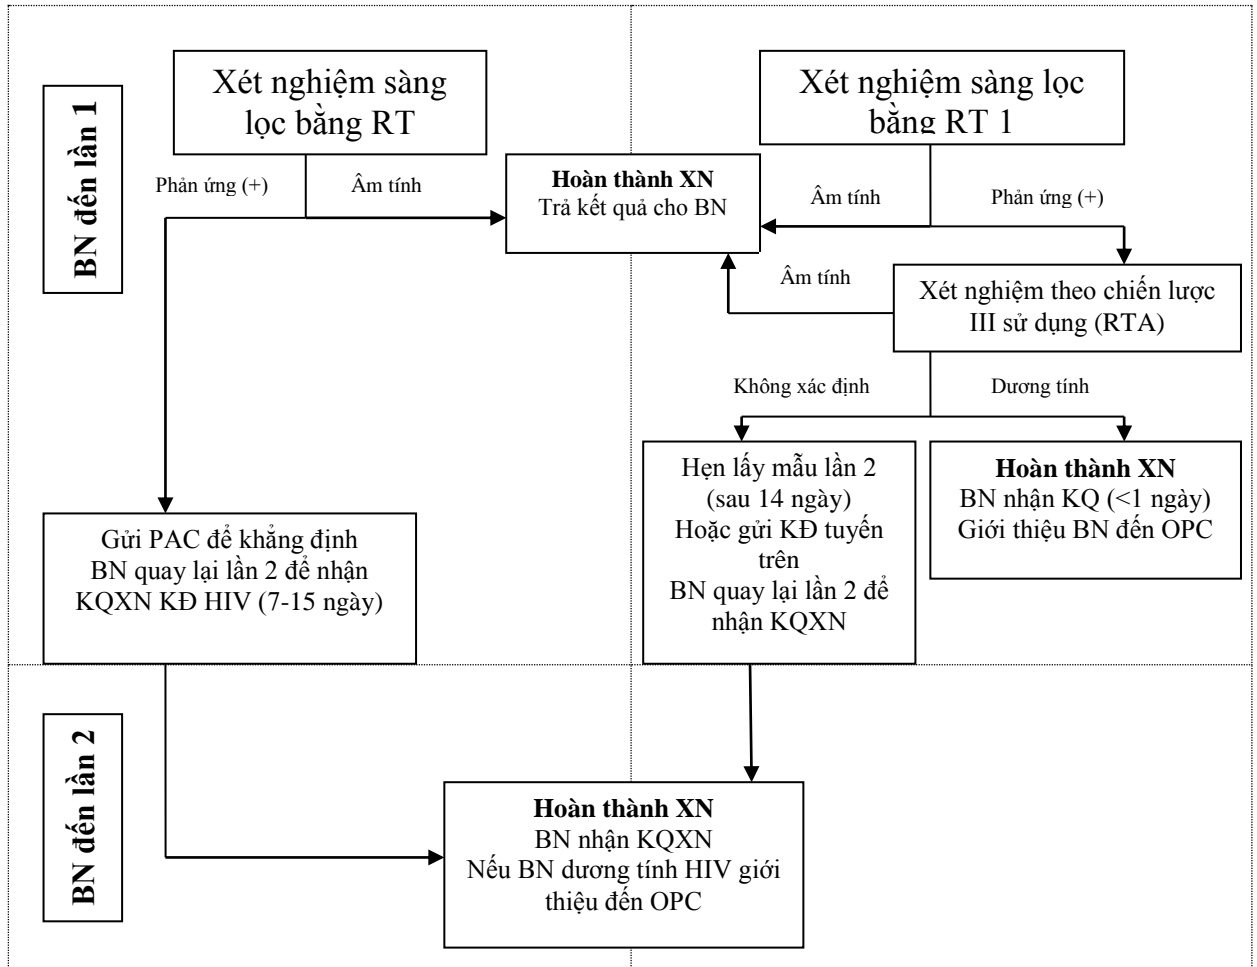 BN đến lần 1
Xét nghiệm sàng
lọc bằng RT
Xét nghiệm sàng lọc
bằng RT 1
Phản ứng (+)
Âm tính
Hoàn thành XN
Trả kết quả cho BN
Âm tính
Phản ứng (+)
Âm tính
Xét nghiệm theo chiến lược
III sử dụng (RTA)
Không xác định
Dương tính
Gửi PAC để khẳng định
BN quay lại lần 2 để nhận
KQXN KĐ HIV (7-15 ngày)
Hẹn lấy mẫu lần 2
(sau 14 ngày)
Hoặc gửi KĐ tuyến
trên
BN quay lại lần 2 để
nhận KQXN
Hoàn thành XN
BN nhận KQ (<1 ngày)
Giới thiệu BN đến OPC
BN đến lần 2
Hoàn thành XN
BN nhận KQXN
Nếu BN dương tính HIV giới
thiệu đến OPC